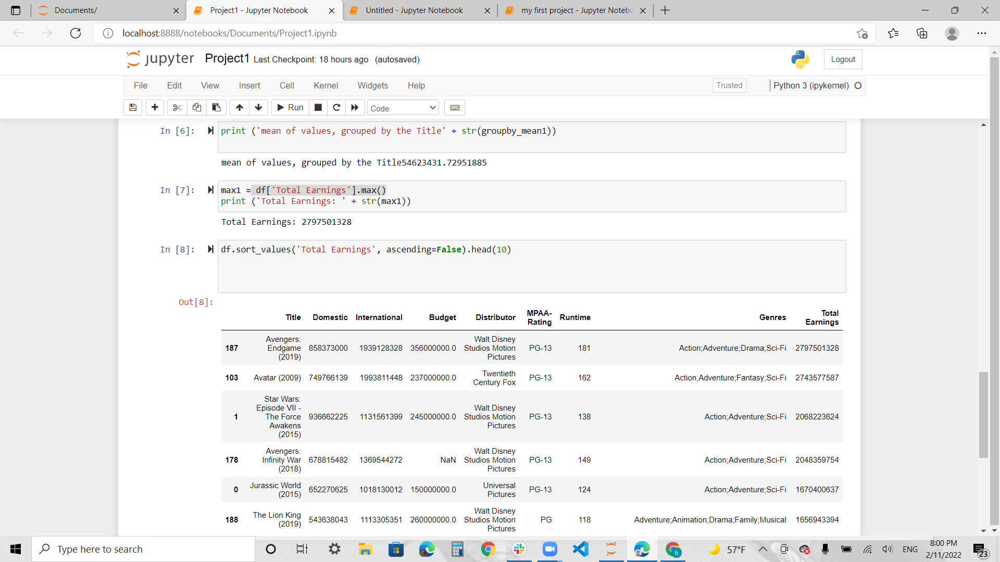 Documents/
Project1 - Jupyter Notebook
Untitled - Jupyter Notebook
my first project - Jupyter Notebo
localhost:8888/notebooks/Documents/Project1.ipynb
jupyter Project1 Last Checkpoint: 18 hours ago (autosaved)
Logout
File Edit View Insert Cell Kernel Widgets Help
Trusted
Python 3 (ipykernel)
Run
Code
In [6]: print ('mean of values, grouped by the Title' + str(groupby_mean1))
mean of values, grouped by the Title54623431.72951885
In [7]: max1 = df['Total Earnings'].max()
print ('Total Earnings: ' + str(max1))
Total Earnings: 2797501328
In [8]: df.sort_values('Total Earnings', ascending=False).head(10)
Out[8]:
Title Domestic International Budget Distributor MPAA-Rating Runtime Genres Total Earnings
187 Avengers: Endgame (2019) 858373000 1939128328 356000000.0 Walt Disney Studios Motion Pictures PG-13 181 Action;Adventure;Drama;Sci-Fi 2797501328
103 Avatar (2009) 749766139 1993811448 237000000.0 Twentieth Century Fox PG-13 162 Action;Adventure;Fantasy;Sci-Fi 2743577587
1 Star Wars: Episode VII - The Force Awakens (2015) 936662225 1131561399 245000000.0 Walt Disney Studios Motion Pictures PG-13 138 Action;Adventure;Sci-Fi 2068223624
178 Avengers: Infinity War (2018) 678815482 1369544272 NaN Walt Disney Studios Motion Pictures PG-13 149 Action;Adventure;Sci-Fi 2048359754
0 Jurassic World (2015) 652270625 1018130012 150000000.0 Universal Pictures PG-13 124 Action;Adventure;Sci-Fi 1670400637
188 The Lion King (2019) 543638043 1113305351 260000000.0 Walt Disney Studios Motion Pictures PG 118 Adventure;Animation;Drama;Family;Musical 1656943394
Type here to search
57°F
ENG
8:00 PM
2/11/2022
23